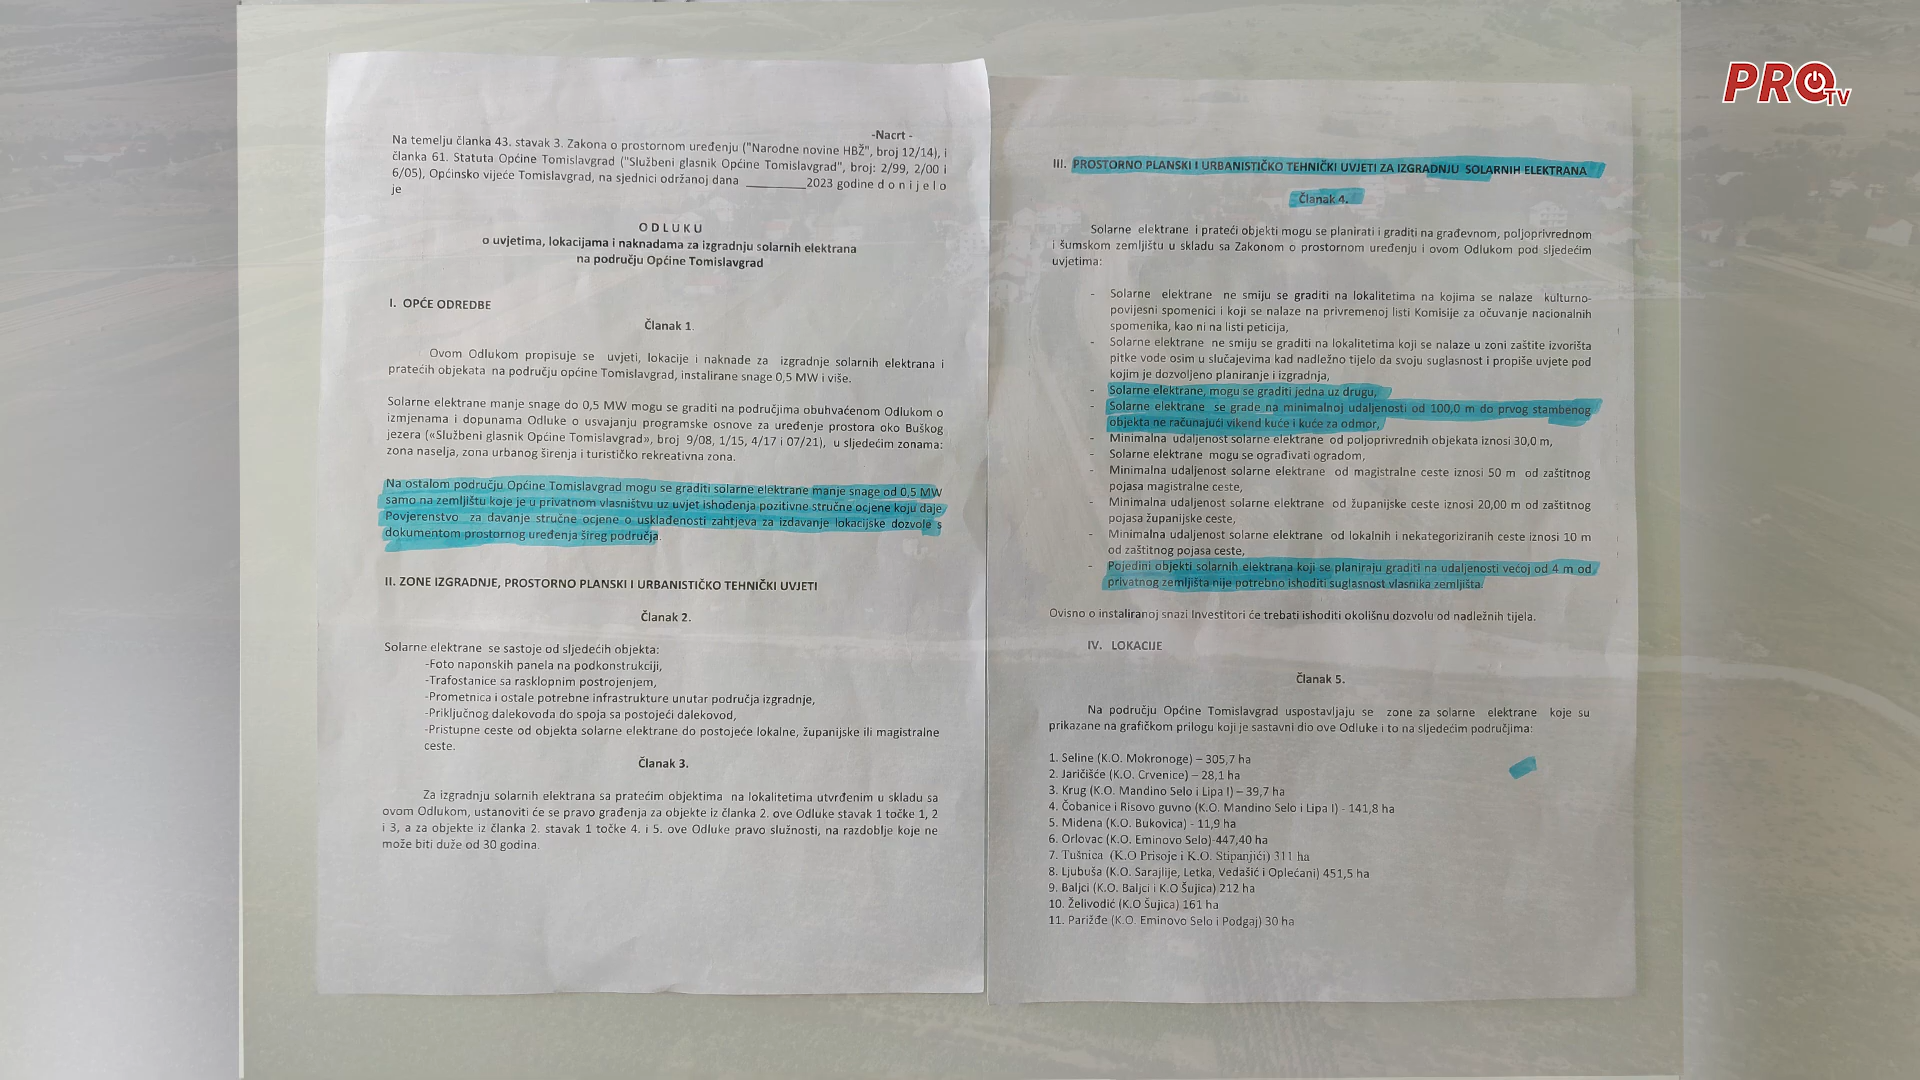 -Nacrt -
Na temelju članka 43. stavak 3. Zakona o prostornom uređenju ("Narodne novine HBŽ", broj 12/14), i
članka 61. Statuta Općine Tomislavgrad ("Službeni glasnik Općine Tomislavgrad", broj: 2/99, 2/00 i
6/05), Općinsko vijeće Tomislavgrad, na sjednici održanoj dana _________2023 godine d o n i j e l o
je
O D L U K U
o uvjetima, lokacijama i naknadama za izgradnju solarnih elektrana
na području Općine Tomislavgrad
I. OPĆE ODREDBE
Članak 1.
Ovom Odlukom propisuje se uvjeti, lokacije i naknade za izgradnje solarnih elektrana i
pratećih objekata na području općine Tomislavgrad, instalirane snage 0,5 MW i više.
Solarne elektrane manje snage do 0,5 MW mogu se graditi na područjima obuhvaćenom Odlukom o
izmjenama i dopunama Odluke o usvajanju programske osnove za uređenje prostora oko Buškog
jezera («Službeni glasnik Općine Tomislavgrad», broj 9/08, 1/15, 4/17 i 07/21), u sljedećim zonama:
zona naselja, zona urbanog širenja i turističko rekreativna zona.
Na ostalom području Općine Tomislavgrad mogu se graditi solarne elektrane manje snage od 0,5 MW
samo na zemljištu koje je u privatnom vlasništvu uz uvjet ishođenja pozitivne stručne ocjene koju daje
Povjerenstvo za davanje stručne ocjene o usklađenosti zahtjeva za izdavanje lokacijske dozvole s
dokumentom prostornog uređenja šireg područja.
II. ZONE IZGRADNJE, PROSTORNO PLANSKI I URBANISTIČKO TEHNIČKI UVJETI
Članak 2.
Solarne elektrane se sastoje od sljedećih objekta:
-Foto naponskih panela na podkonstrukciji,
-Trafostanice sa rasklopnim postrojenjem,
-Prometnica i ostale potrebne infrastrukture unutar područja izgradnje,
-Priključnog dalekovoda do spoja sa postojeći dalekovod,
-Pristupne ceste od objekta solarne elektrane do postojeće lokalne, županijske ili magistralne
ceste.
Članak 3.
Za izgradnju solarnih elektrana sa pratećim objektima na lokalitetima utvrđenim u skladu sa
ovom Odlukom, ustanoviti će se pravo građenja za objekte iz članka 2. ove Odluke stavak 1 točke 1, 2
i 3, a za objekte iz članka 2. stavak 1 točke 4. i 5. ove Odluke pravo služnosti, na razdoblje koje ne
može biti duže od 30 godina.
III. PROSTORNO PLANSKI I URBANISTIČKO TEHNIČKI UVJETI ZA IZGRADNJU SOLARNIH ELEKTRANA
Članak 4.
Solarne elektrane i prateći objekti mogu se planirati i graditi na građevnom, poljoprivrednom
i šumskom zemljištu u skladu sa Zakonom o prostornom uređenju i ovom Odlukom pod sljedećim
uvjetima:
- Solarne elektrane ne smiju se graditi na lokalitetima na kojima se nalaze kulturno-
povijesni spomenici i koji se nalaze na privremenoj listi Komisije za očuvanje nacionalnih
spomenika, kao ni na listi peticija,
- Solarne elektrane ne smiju se graditi na lokalitetima koji se nalaze u zoni zaštite izvorišta
pitke vode osim u slučajevima kad nadležno tijelo da svoju suglasnost i propiše uvjete pod
kojim je dozvoljeno planiranje i izgradnja,
- Solarne elektrane, mogu se graditi jedna uz drugu,
- Solarne elektrane se grade na minimalnoj udaljenosti od 100,0 m do prvog stambenog
objekta ne računajući vikend kuće i kuće za odmor,
- Minimalna udaljenost solarne elektrane od poljoprivrednih objekata iznosi 30,0 m,
- Solarne elektrane mogu se ograđivati ogradom,
- Minimalna udaljenost solarne elektrane od magistralne ceste iznosi 50 m od zaštitnog
pojasa magistralne ceste,
- Minimalna udaljenost solarne elektrane od županijske ceste iznosi 20,00 m od zaštitnog
pojasa županijske ceste,
- Minimalna udaljenost solarne elektrane od lokalnih i nekategoriziranih ceste iznosi 10 m
od zaštitnog pojasa ceste,
- Pojedini objekti solarnih elektrana koji se planiraju graditi na udaljenosti većoj od 4 m od
privatnog zemljišta nije potrebno ishoditi suglasnost vlasnika zemljišta.
Ovisno o instaliranoj snazi Investitori će trebati ishoditi okolišnu dozvolu od nadležnih tijela.
IV. LOKACIJE
Članak 5.
Na području Općine Tomislavgrad uspostavljaju se zone za solarne elektrane koje su
prikazane na grafičkom prilogu koji je sastavni dio ove Odluke i to na sljedećim područjima:
1. Seline (K.O. Mokronoge) – 305,7 ha
2. Jaričišće (K.O. Crvenice) – 28,1 ha
3. Krug (K.O. Mandino Selo i Lipa I) – 39,7 ha
4. Čobanice i Risovo guvno (K.O. Mandino Selo i Lipa I) - 141,8 ha
5. Midena (K.O. Bukovica) - 11,9 ha
6. Orlovac (K.O. Eminovo Selo)-447,40 ha
7. Tušnica (K.O Prisoje i K.O. Stipanjići) 311 ha
8. Ljubuša (K.O. Sarajlije, Letka, Vedašić i Oplećani) 451,5 ha
9. Baljci (K.O. Baljci i K.O Šujica) 212 ha
10. Želivodić (K.O Šujica) 161 ha
11. Parižđe (K.O. Eminovo Selo i Podgaj) 30 ha
PRO TV